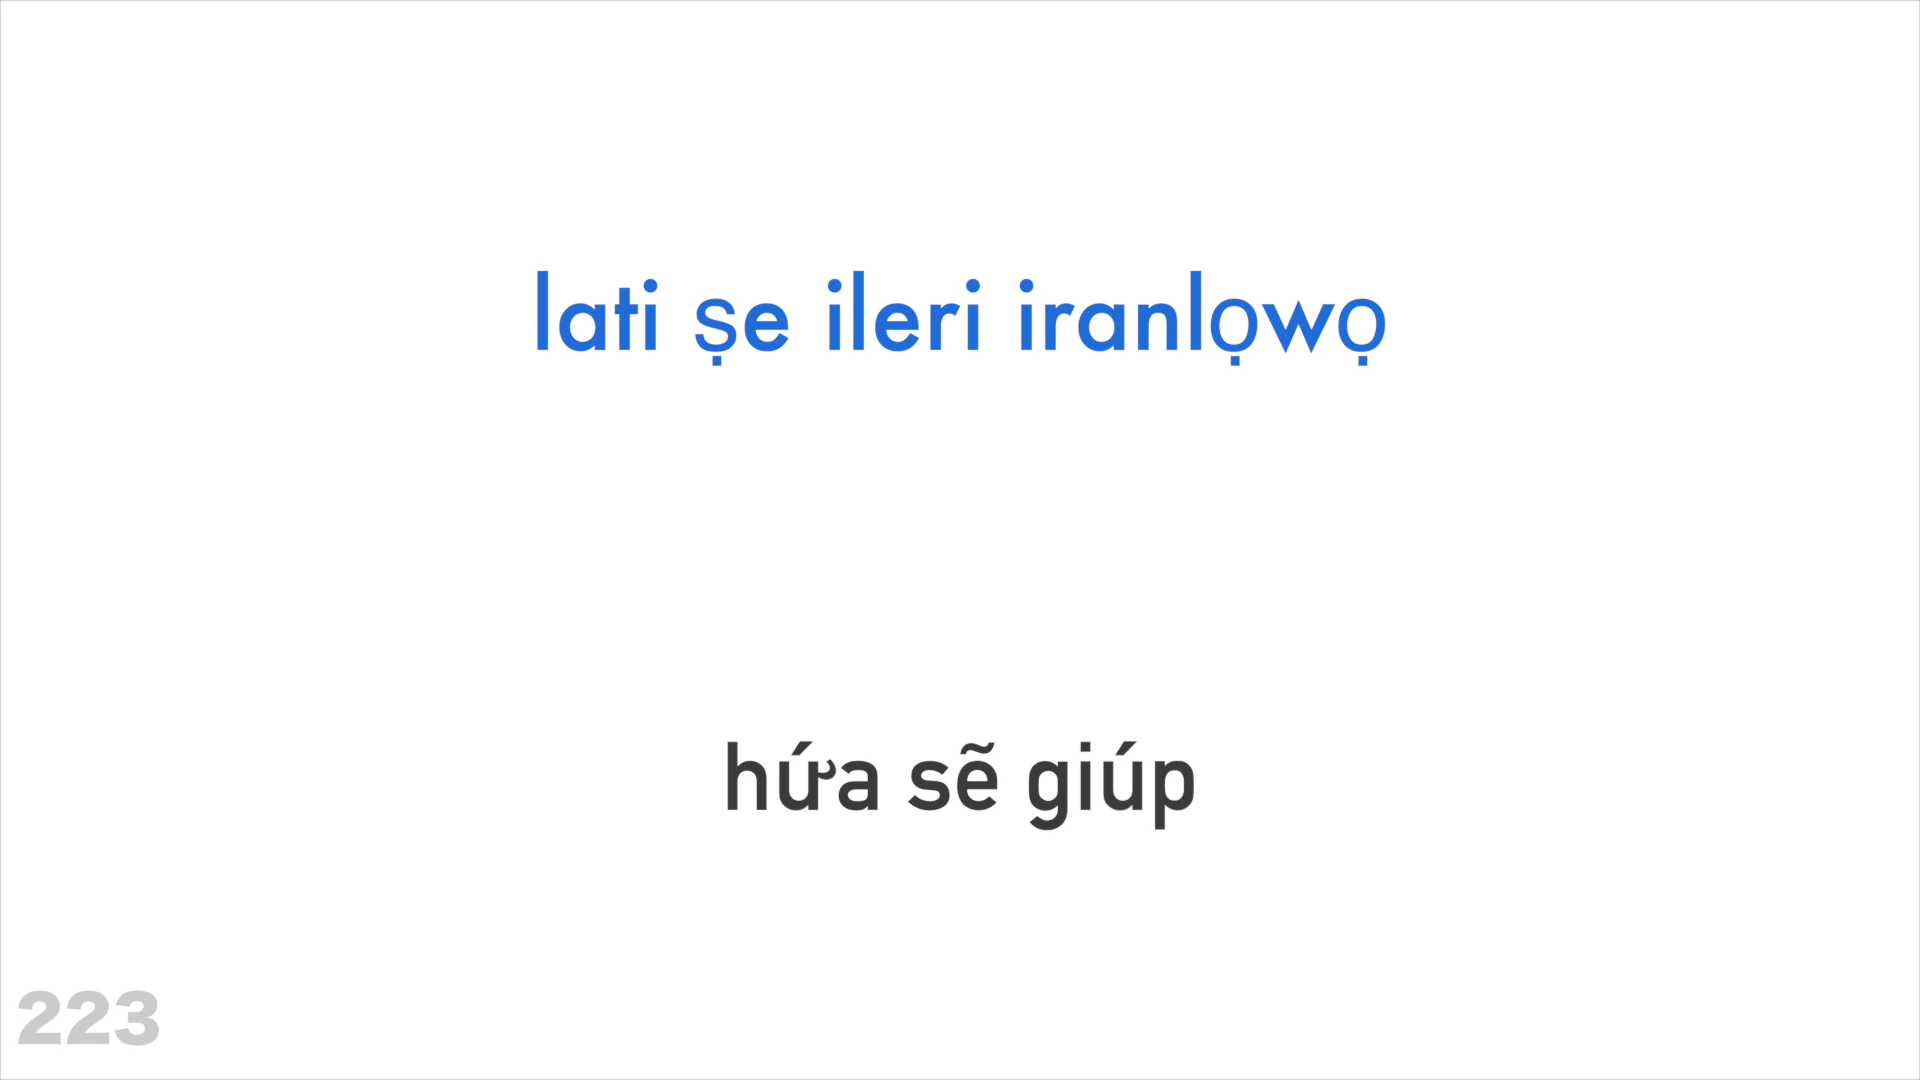 lati ṣe ileri iranlọwọ
hứa sẽ giúp
223